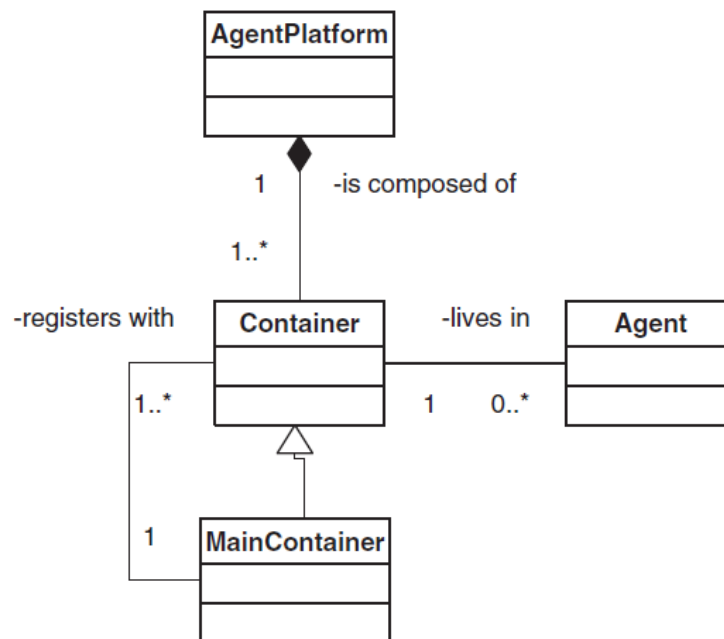 AgentPlatform
1
-is composed of
1..*
-registers with
Container
-lives in
Agent
1..*
1
0..*
1
MainContainer